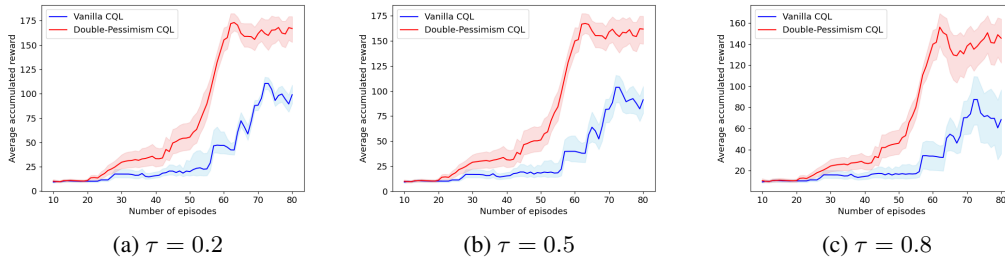 Vanilla CQL
Double-Pessimism CQL
Average accumulated reward
175
150
125
100
75
50
25
0
10 20 30 40 50 60 70 80
Number of episodes
(a) τ = 0.2
Vanilla CQL
Double-Pessimism CQL
Average accumulated reward
175
150
125
100
75
50
25
0
10 20 30 40 50 60 70 80
Number of episodes
(b) τ = 0.5
Vanilla CQL
Double-Pessimism CQL
Average accumulated reward
160
140
120
100
80
60
40
20
10 20 30 40 50 60 70 80
Number of episodes
(c) τ = 0.8